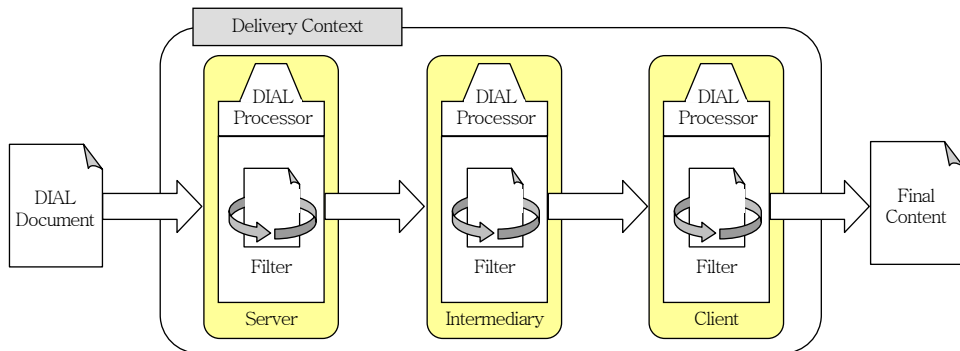 Delivery Context
DIAL
Document
DIAL
Processor
Filter
Server
DIAL
Processor
Filter
Intermediary
DIAL
Processor
Filter
Client
Final
Content